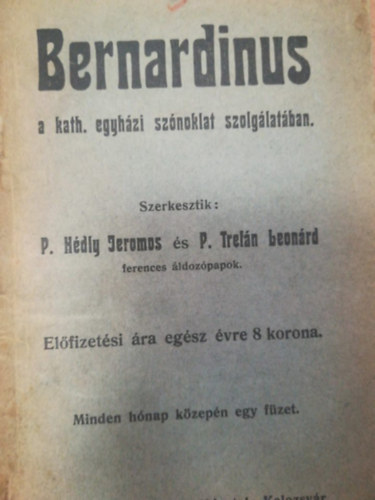 Bernardinus
a kath. egyházi szónoklat szolgálatában.
Szerkesztik:
P. Hédly Jeromos és P. Trefán Leonárd
ferences áldozópapok.
Előfizetési ára egész évre 8 korona.
Minden hónap közepén egy füzet.
Kolozsvár